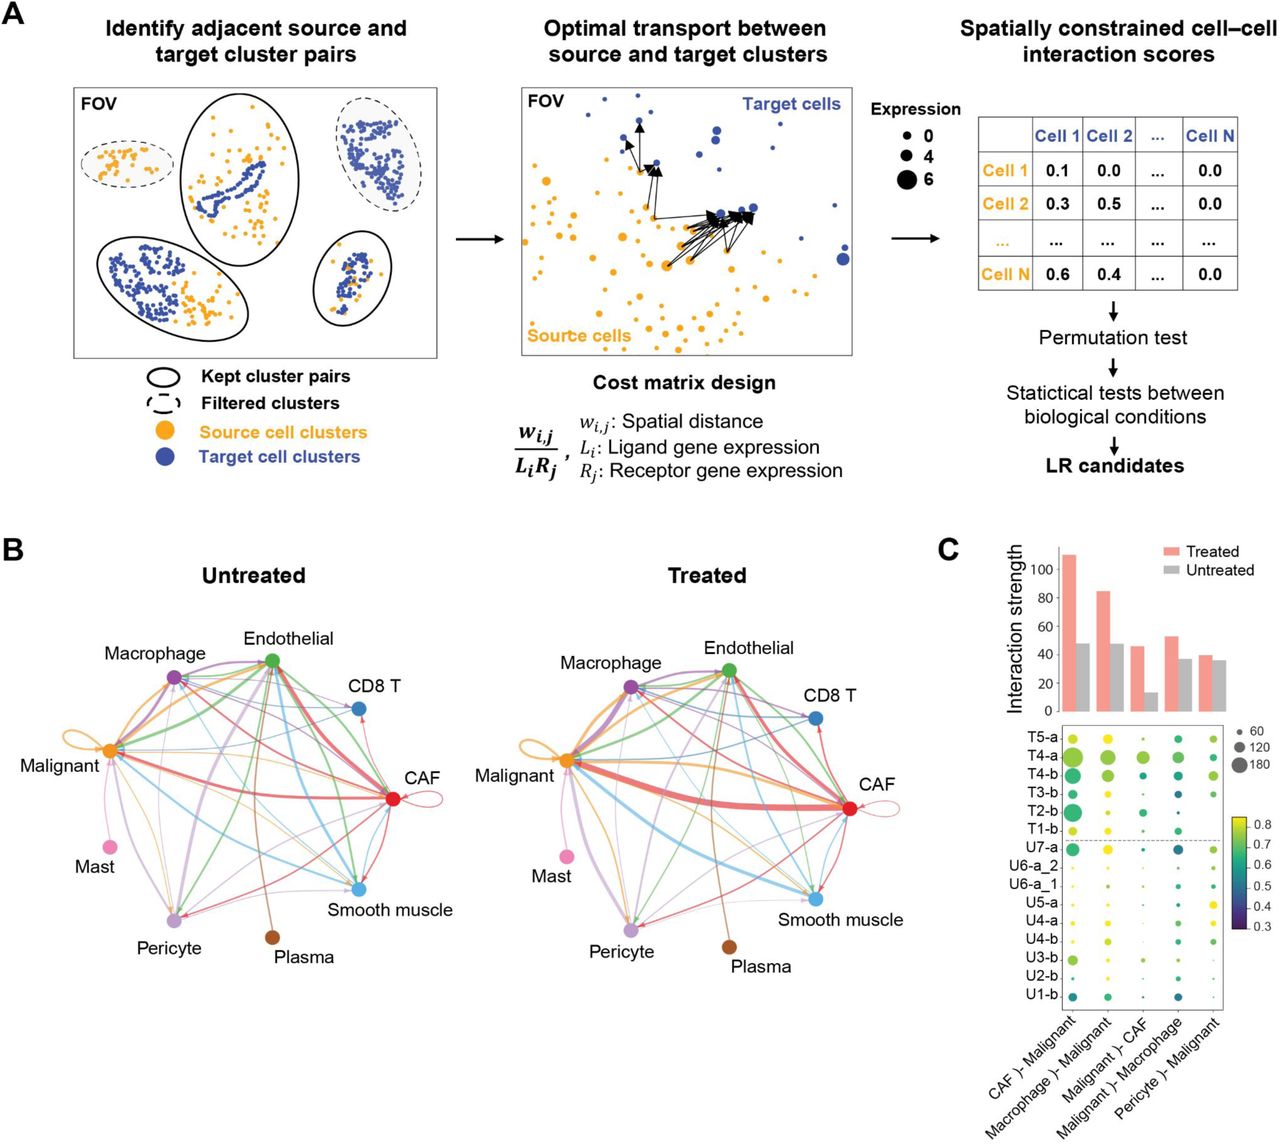 A
Identify adjacent source and
target cluster pairs
FOV
Kept cluster pairs
Filtered clusters
Source cell clusters
Target cell clusters
Optimal transport between
source and target clusters
FOV
Target cells
Source cells
Expression
0
4
6
Cost matrix design
w_{i,j}/L_iR_j , w_{i,j}: Spatial distance
L_i: Ligand gene expression
R_j: Receptor gene expression
Spatially constrained cell–cell
interaction scores
Cell 1 Cell 2 ... Cell N
Cell 1 0.1 0.0 ... 0.0
Cell 2 0.3 0.5 ... 0.0
... ... ... ... ...
Cell N 0.6 0.4 ... 0.0
Permutation test
Statictical tests between
biological conditions
LR candidates
B
Untreated
Endothelial
Macrophage
CD8 T
Malignant
CAF
Mast
Smooth muscle
Pericyte
Plasma
Treated
Endothelial
Macrophage
CD8 T
Malignant
CAF
Mast
Smooth muscle
Pericyte
Plasma
C
Interaction strength
100
80
60
40
20
0
Treated
Untreated
T5-a
T4-a
T4-b
T3-b
T2-b
T1-b
U7-a
U6-a_2
U6-a_1
U5-a
U4-a
U4-b
U3-b
U2-b
U1-b
60
120
180
0.8
0.7
0.6
0.5
0.4
0.3
CAF )- Malignant
Macrophage )- Malignant
Malignant )- CAF
Malignant )- Macrophage
Pericyte )- Malignant